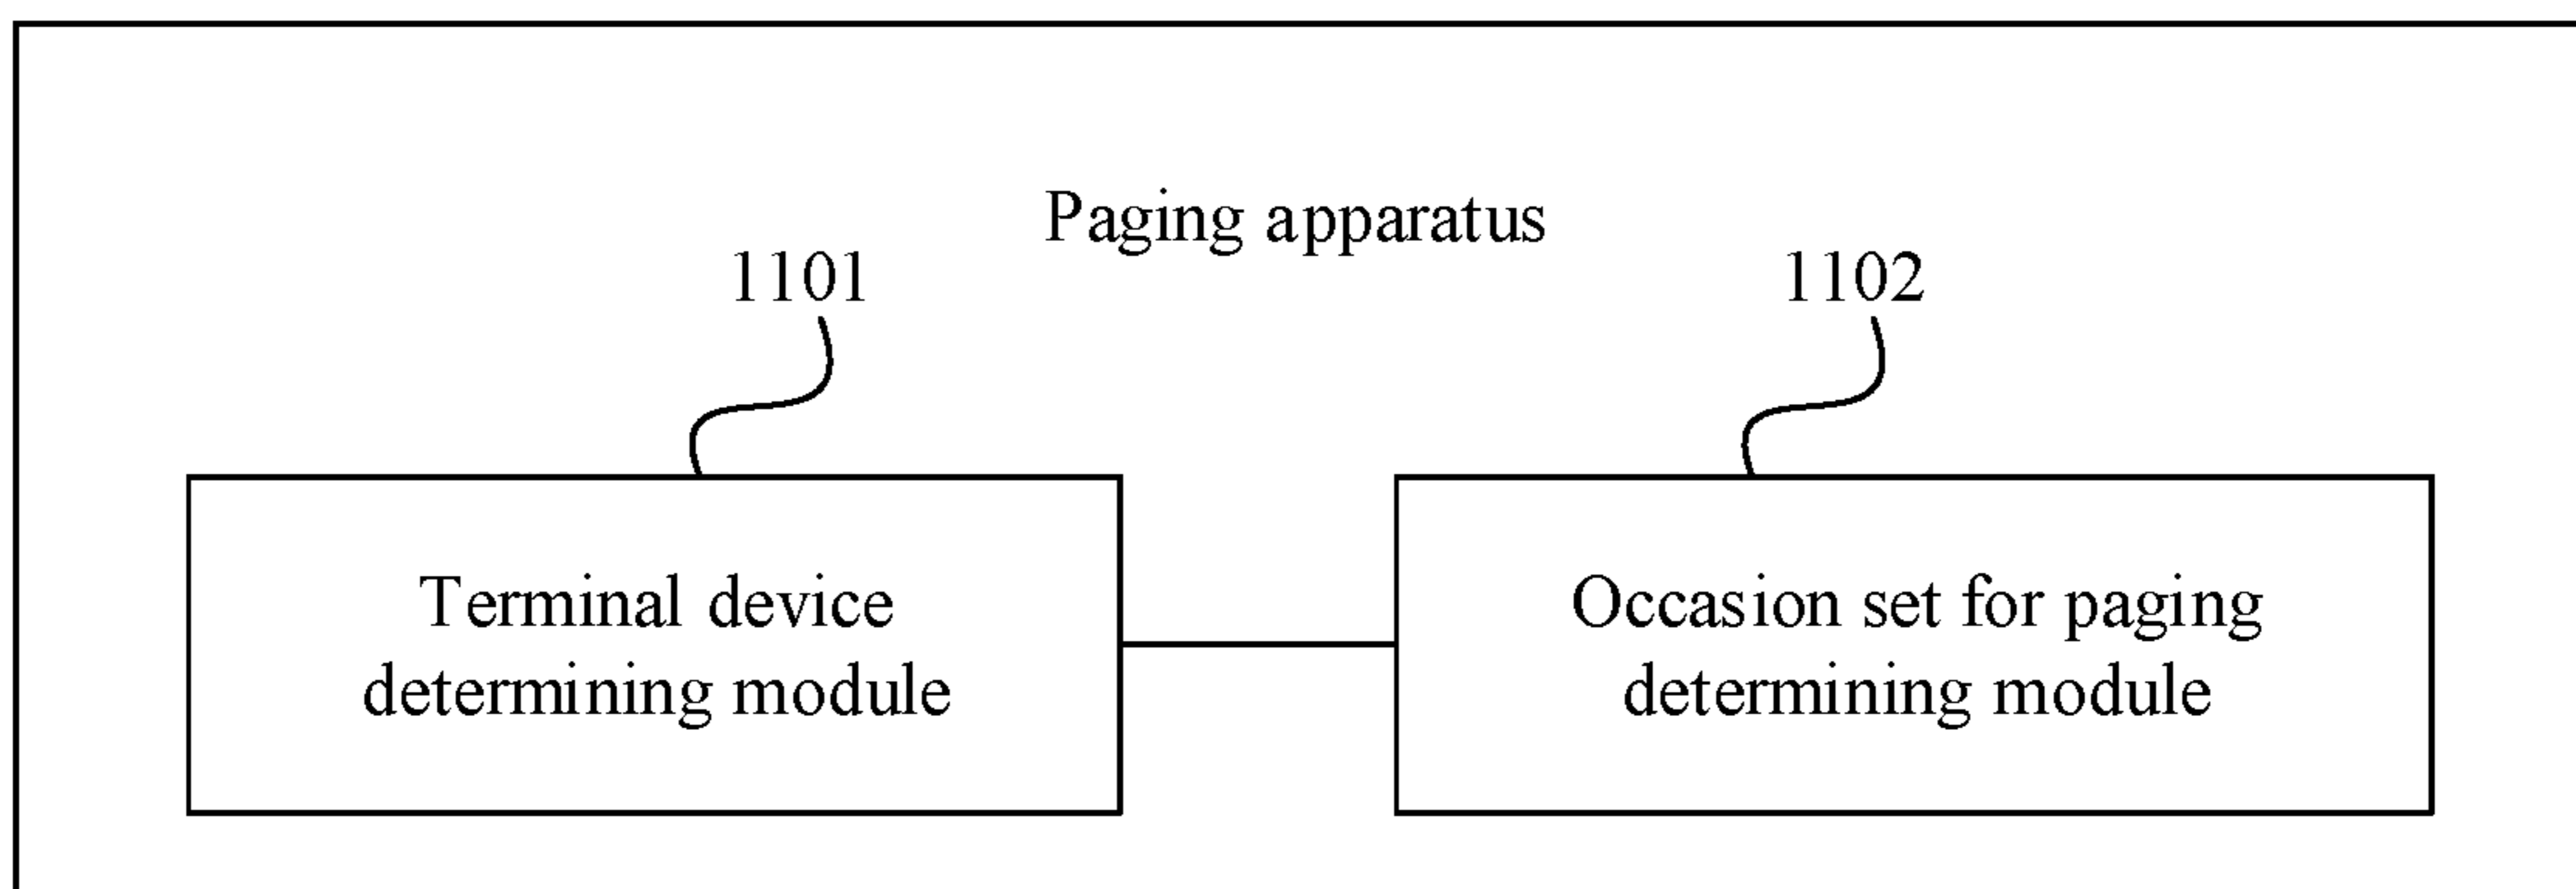 Paging apparatus
1101
1102
Terminal device
determining module
Occasion set for paging
determining module